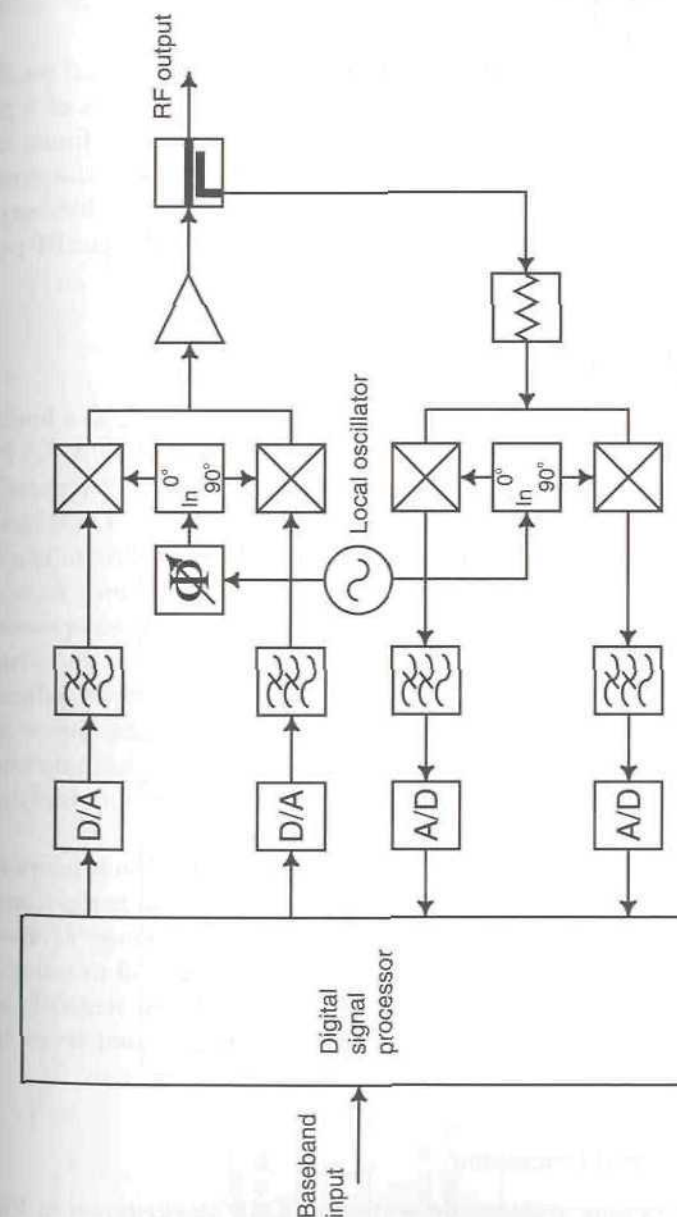 Baseband
input
Digital
signal
processor
D/A
D/A
A/D
A/D
Φ
0°
In
90°
Local oscillator
0°
In
90°
RF output